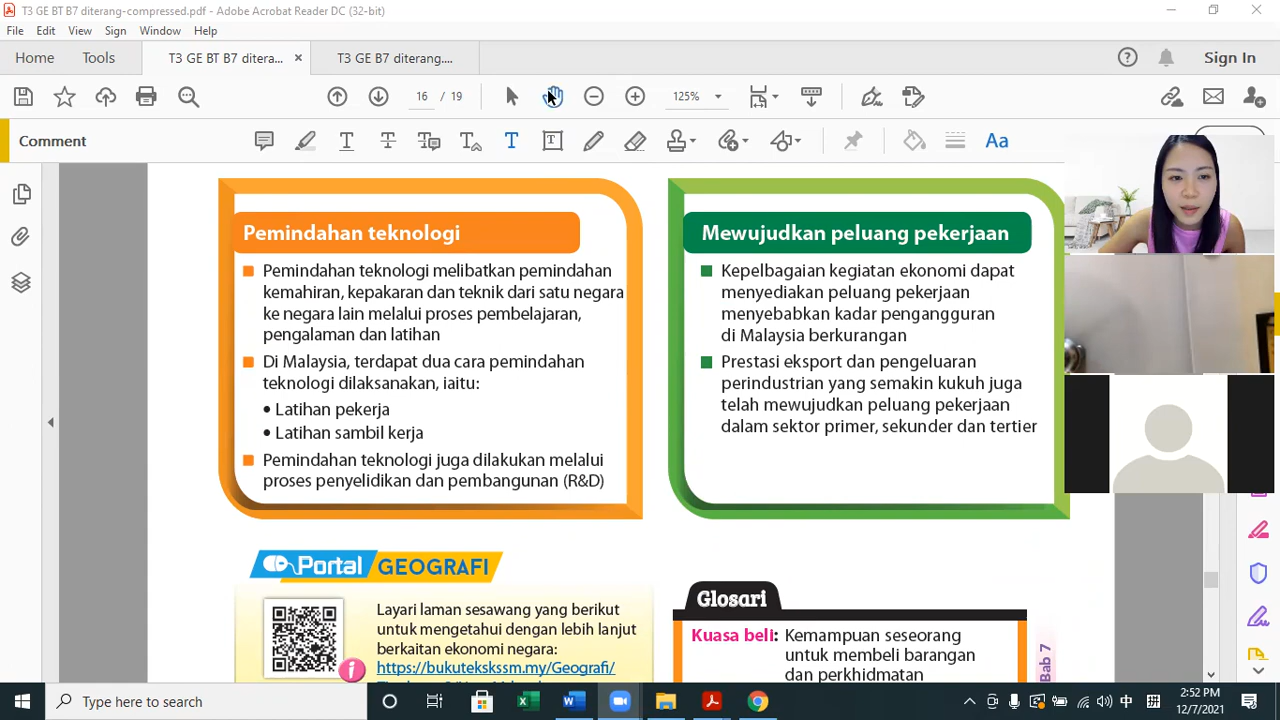 T3 GE BT B7 diterang-compressed.pdf - Adobe Acrobat Reader DC (32-bit)
File Edit View Sign Window Help
Home Tools T3 GE BT B7 ditera... × T3 GE B7 diterang.... Sign In
16 / 19 125%
Comment
Pemindahan teknologi
Pemindahan teknologi melibatkan pemindahan
kemahiran, kepakaran dan teknik dari satu negara
ke negara lain melalui proses pembelajaran,
pengalaman dan latihan
Di Malaysia, terdapat dua cara pemindahan
teknologi dilaksanakan, iaitu:
• Latihan pekerja
• Latihan sambil kerja
Pemindahan teknologi juga dilakukan melalui
proses penyelidikan dan pembangunan (R&D)
Mewujudkan peluang pekerjaan
Kepelbagaian kegiatan ekonomi dapat
menyediakan peluang pekerjaan
menyebabkan kadar pengangguran
di Malaysia berkurangan
Prestasi eksport dan pengeluaran
perindustrian yang semakin kukuh juga
telah mewujudkan peluang pekerjaan
dalam sektor primer, sekunder dan tertier
Portal GEOGRAFI
Layari laman sesawang yang berikut
untuk mengetahui dengan lebih lanjut
berkaitan ekonomi negara:
https://bukutekskssm.my/Geografi/
Glosari
Kuasa beli: Kemampuan seseorang
untuk membeli barangan
dan perkhidmatan
Bab 7
Type here to search
中
拼
2:52 PM
12/7/2021